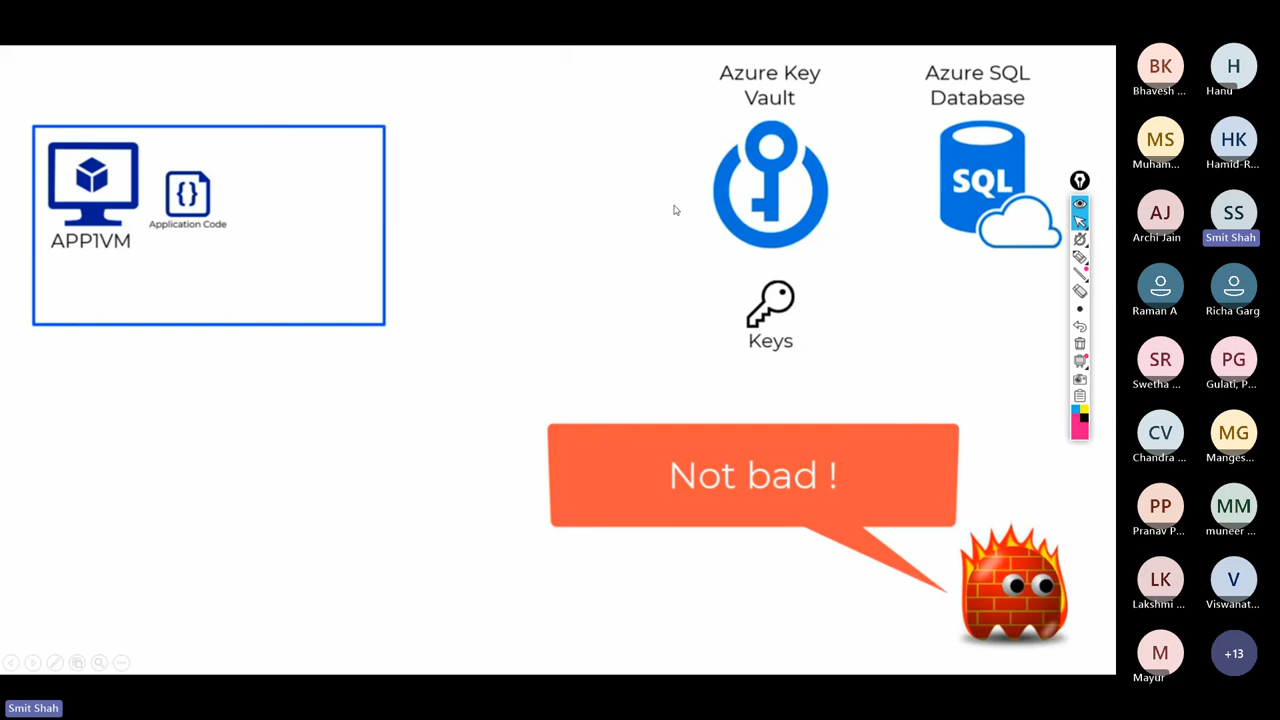 Azure Key
Vault
Azure SQL
Database
APP1VM
{}
Application Code
SQL
Keys
Not bad !
BK
Bhavesh ...
H
Hanu
MS
Muham...
HK
Hamid-R...
AJ
Archi Jain
SS
Smit Shah
Raman A
Richa Garg
SR
Swetha ...
PG
Gulati, P...
CV
Chandra ...
MG
Manges...
PP
Pranav P...
MM
muneer ...
LK
Lakshmi ...
V
Viswanat...
M
Mayur
+13
Smit Shah